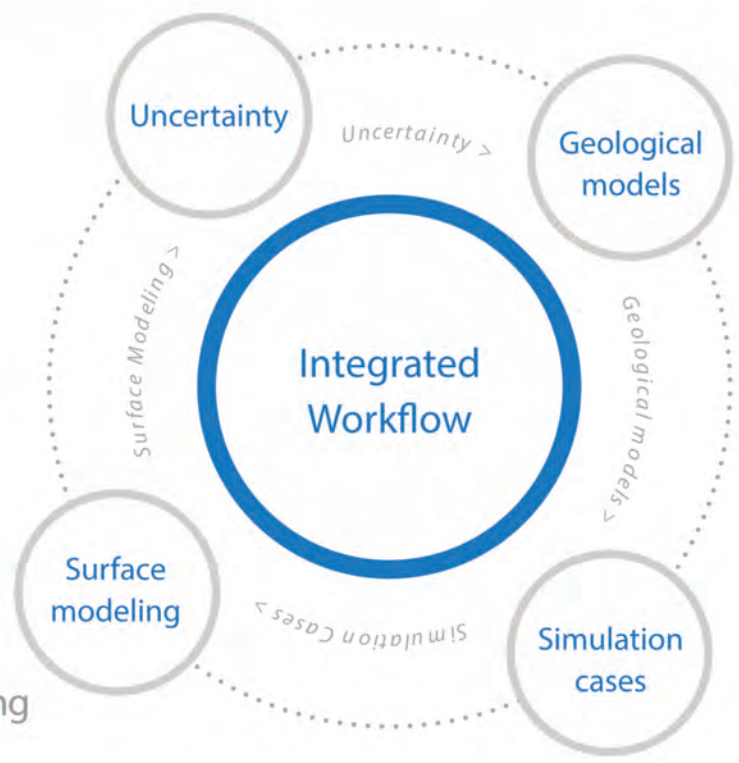 Uncertainty
Uncertainty >
Geological
models
Surface Modeling >
Geological models >
Integrated
Workflow
Surface
modeling
Simulation Cases >
Simulation
cases
ng